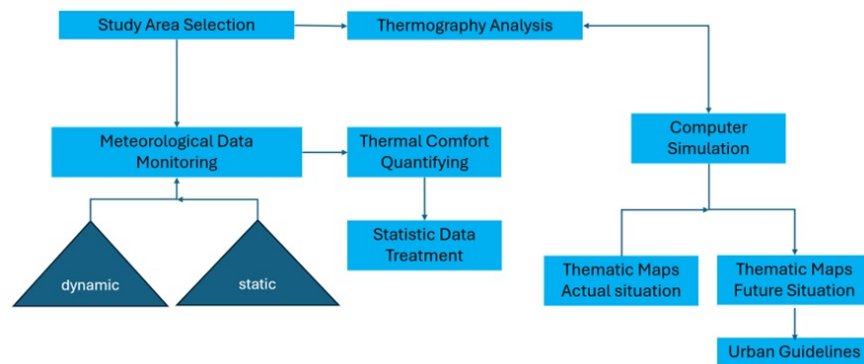 Study Area Selection
Thermography Analysis
Meteorological Data
Monitoring
Thermal Comfort
Quantifying
Computer
Simulation
Statistic Data
Treatment
dynamic
static
Thematic Maps
Actual situation
Thematic Maps
Future Situation
Urban Guidelines